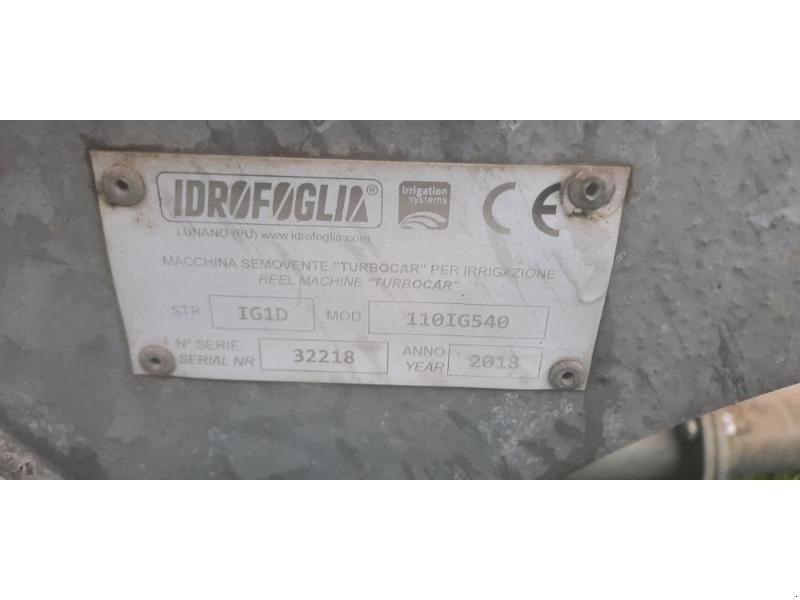 IDROFOGLIA®
irrigation
systems
CE
LUNANO (PU) www.idrofoglia.com
MACCHINA SEMOVENTE "TURBOCAR" PER IRRIGAZIONE
REEL MACHINE "TURBOCAR"
STR IG1D MOD 110IG540
N° SERIE
SERIAL NR 32218
ANNO
YEAR 2018